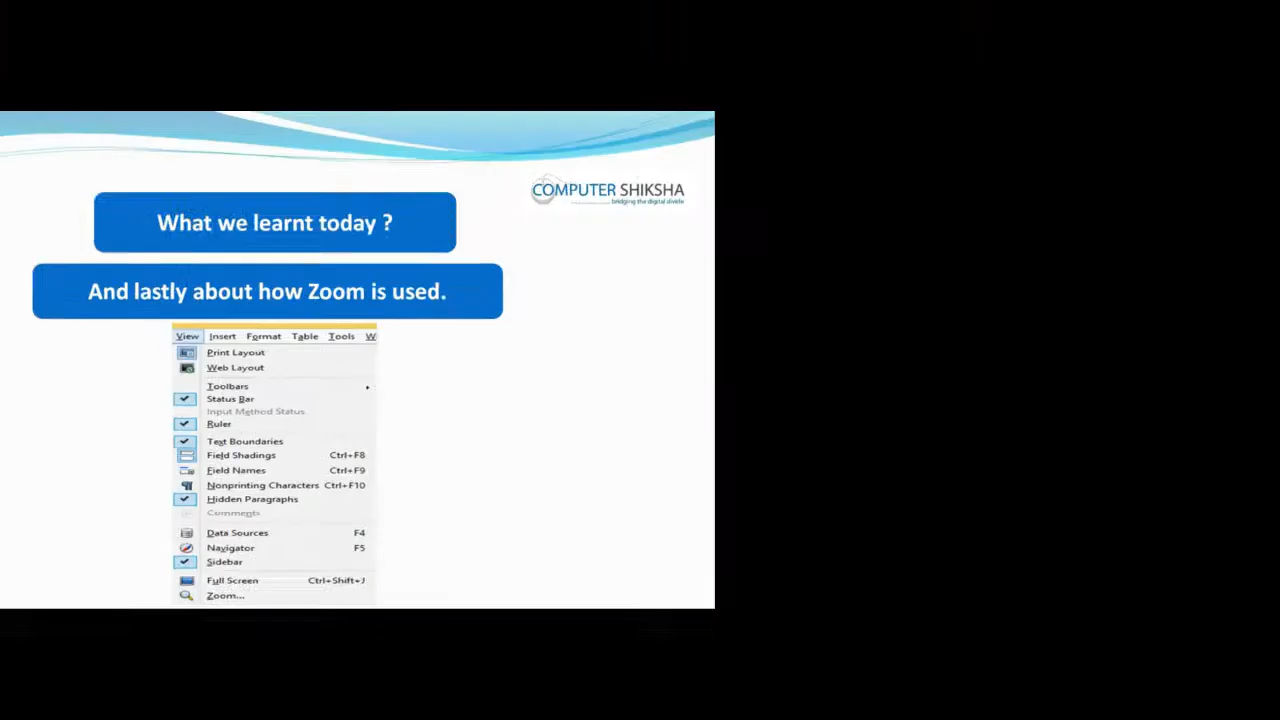 COMPUTER SHIKSHA
bridging the digital divide
What we learnt today ?
And lastly about how Zoom is used.
View Insert Format Table Tools W
Print Layout
Web Layout
Toolbars
Status Bar
Input Method Status
Ruler
Text Boundaries
Field Shadings Ctrl+F8
Field Names Ctrl+F9
Nonprinting Characters Ctrl+F10
Hidden Paragraphs
Comments
Data Sources F4
Navigator F5
Sidebar
Full Screen Ctrl+Shift+J
Zoom...